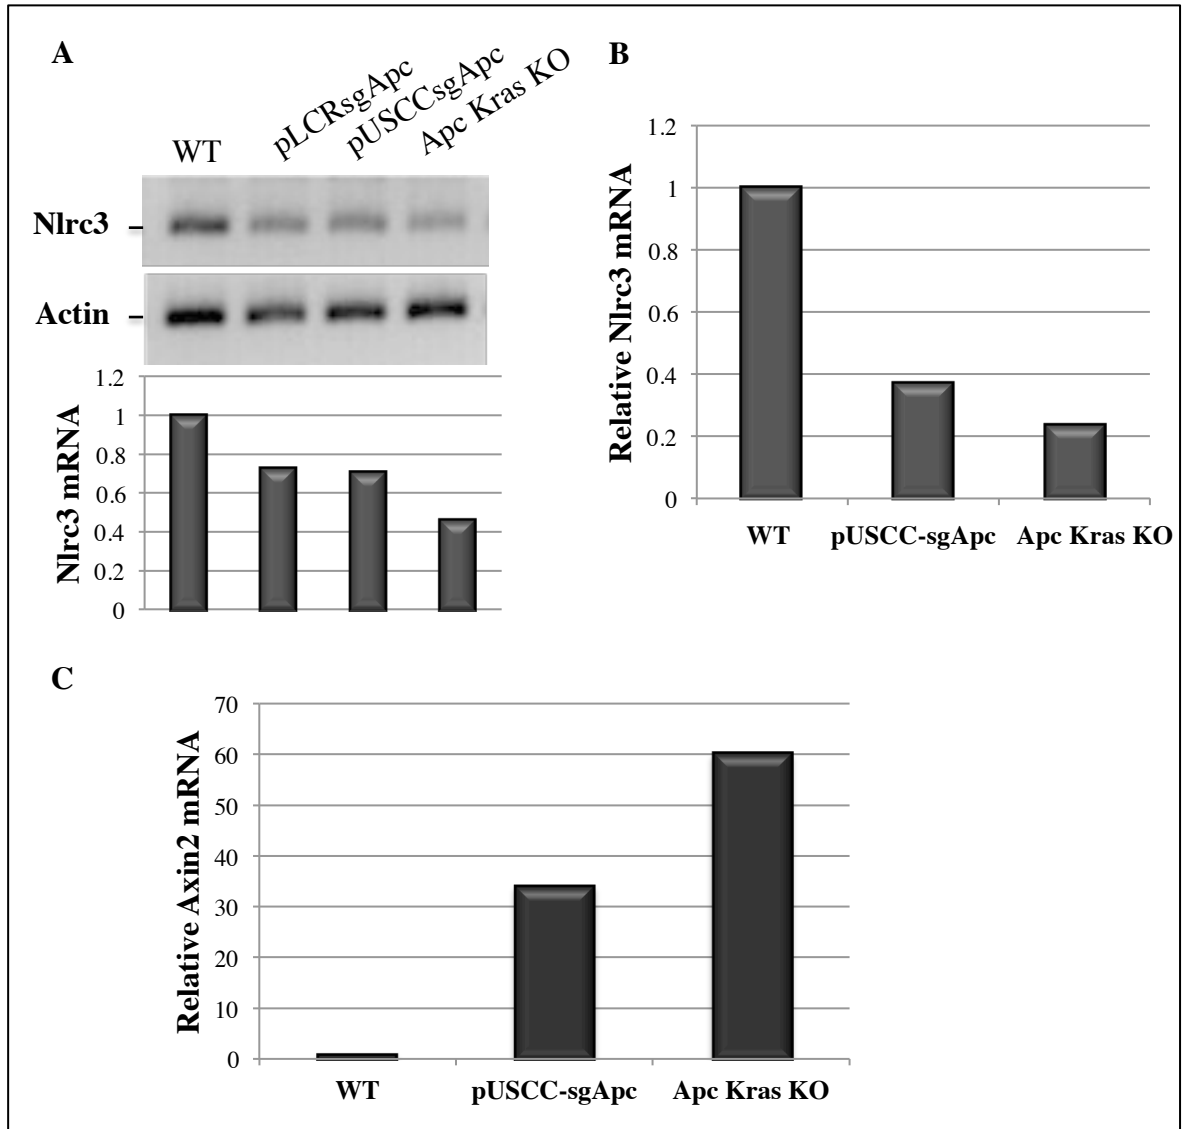 A
WT
pLCRsgApc
pUSCCsgApc
Apc Kras KO
Nlrc3
Actin
Nlrc3 mRNA
1.2
1
0.8
0.6
0.4
0.2
0
B
Relative Nlrc3 mRNA
1.2
1
0.8
0.6
0.4
0.2
0
WT
pUSCC-sgApc
Apc Kras KO
C
Relative Axin2 mRNA
70
60
50
40
30
20
10
0
WT
pUSCC-sgApc
Apc Kras KO